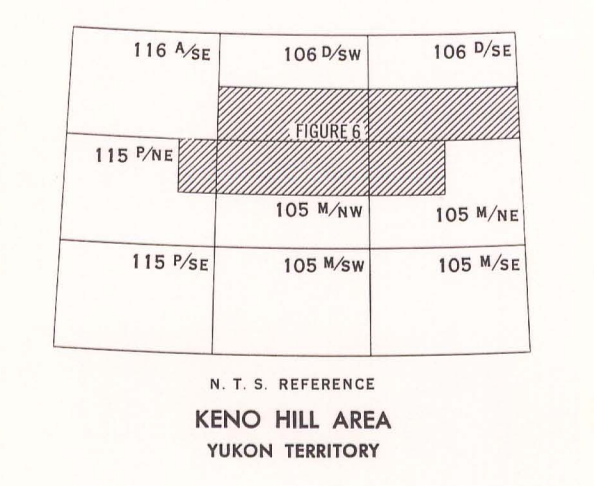 116 A/SE 106 D/SW 106 D/SE
FIGURE 6
115 P/NE
105 M/NW 105 M/NE
115 P/SE 105 M/SW 105 M/SE
N. T. S. REFERENCE
KENO HILL AREA
YUKON TERRITORY